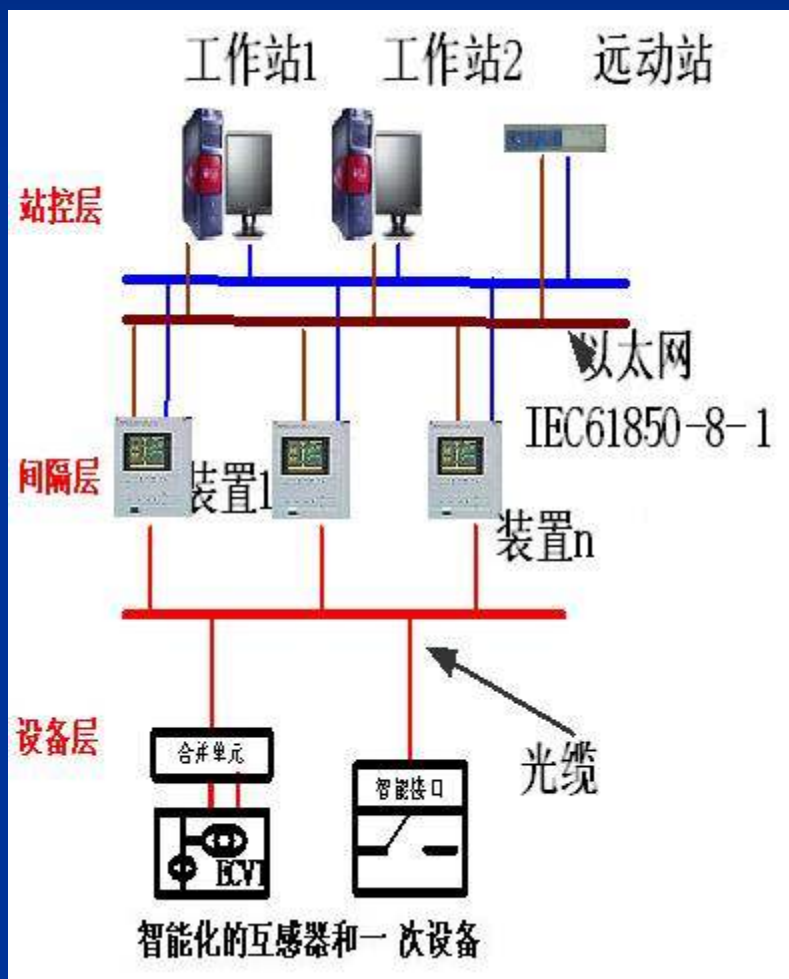 工作站1 工作站2 远动站
站控层
以太网
IEC61850-8-1
间隔层
装置1
装置n
设备层
合并单元
智能接口
光缆
ECVT
智能化的互感器和一次设备